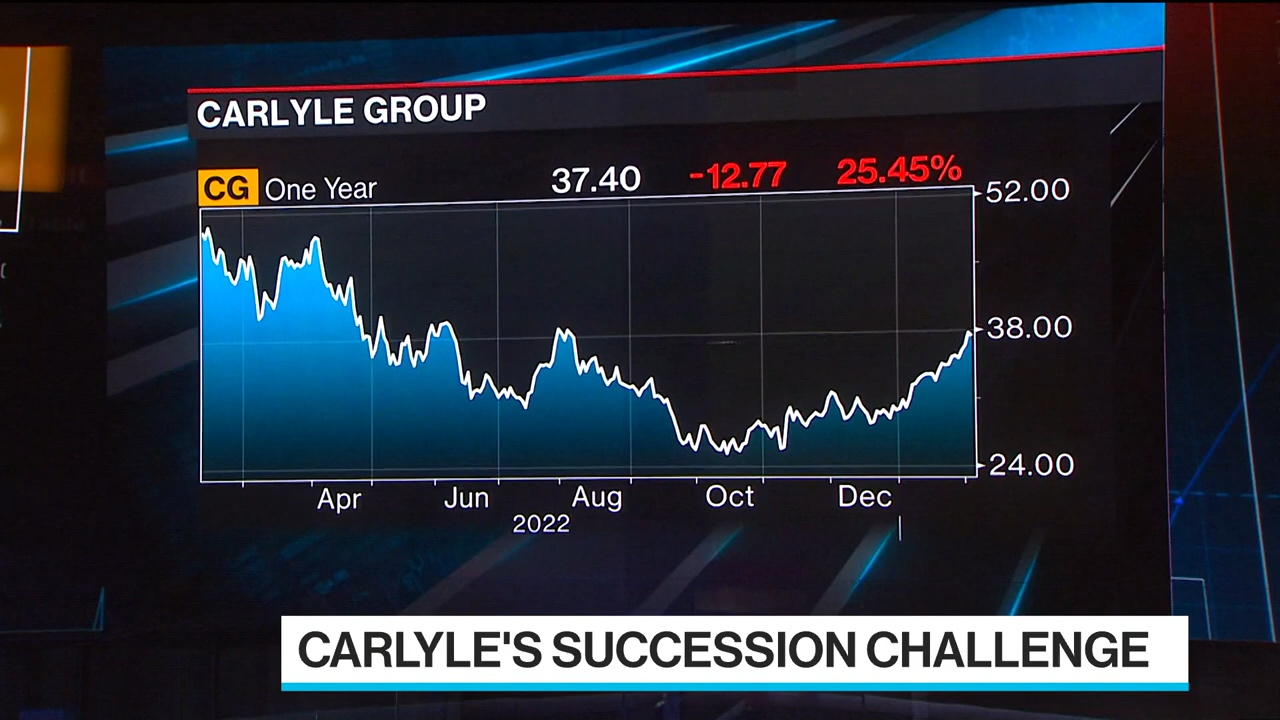 CARLYLE GROUP
CG One Year 37.40 -12.77 25.45%
52.00
38.00
24.00
Apr Jun Aug Oct Dec
2022
CARLYLE'S SUCCESSION CHALLENGE